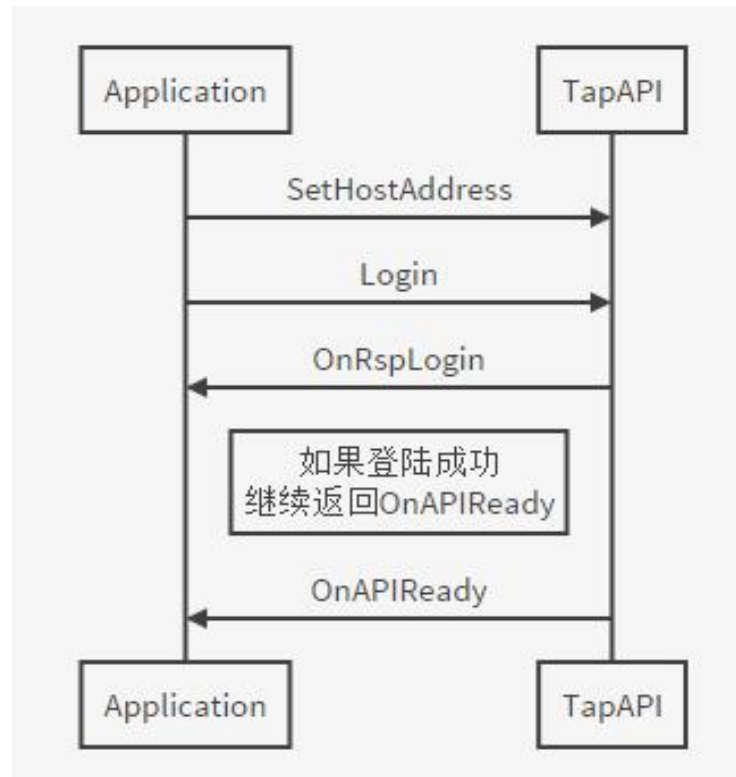 Application
TapAPI
SetHostAddress
Login
OnRspLogin
如果登陆成功
继续返回OnAPIReady
OnAPIReady
Application
TapAPI